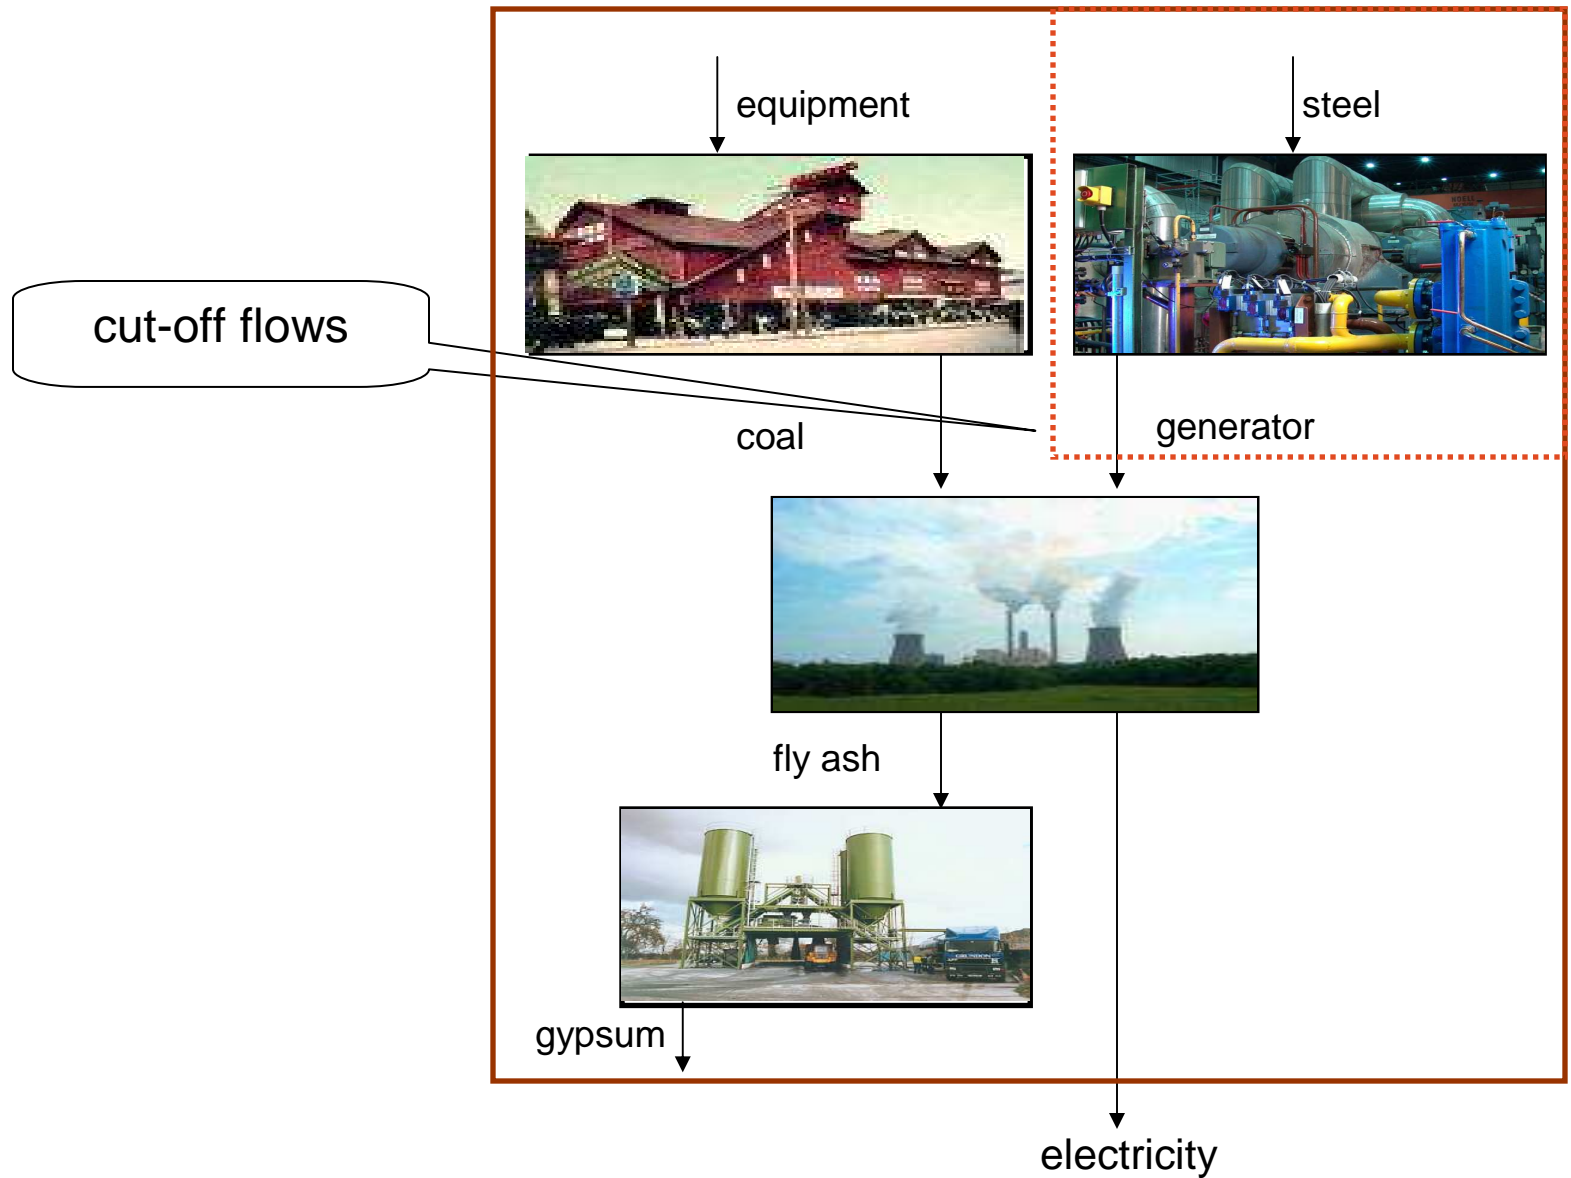 equipment
steel
cut-off flows
coal
generator
fly ash
gypsum
electricity